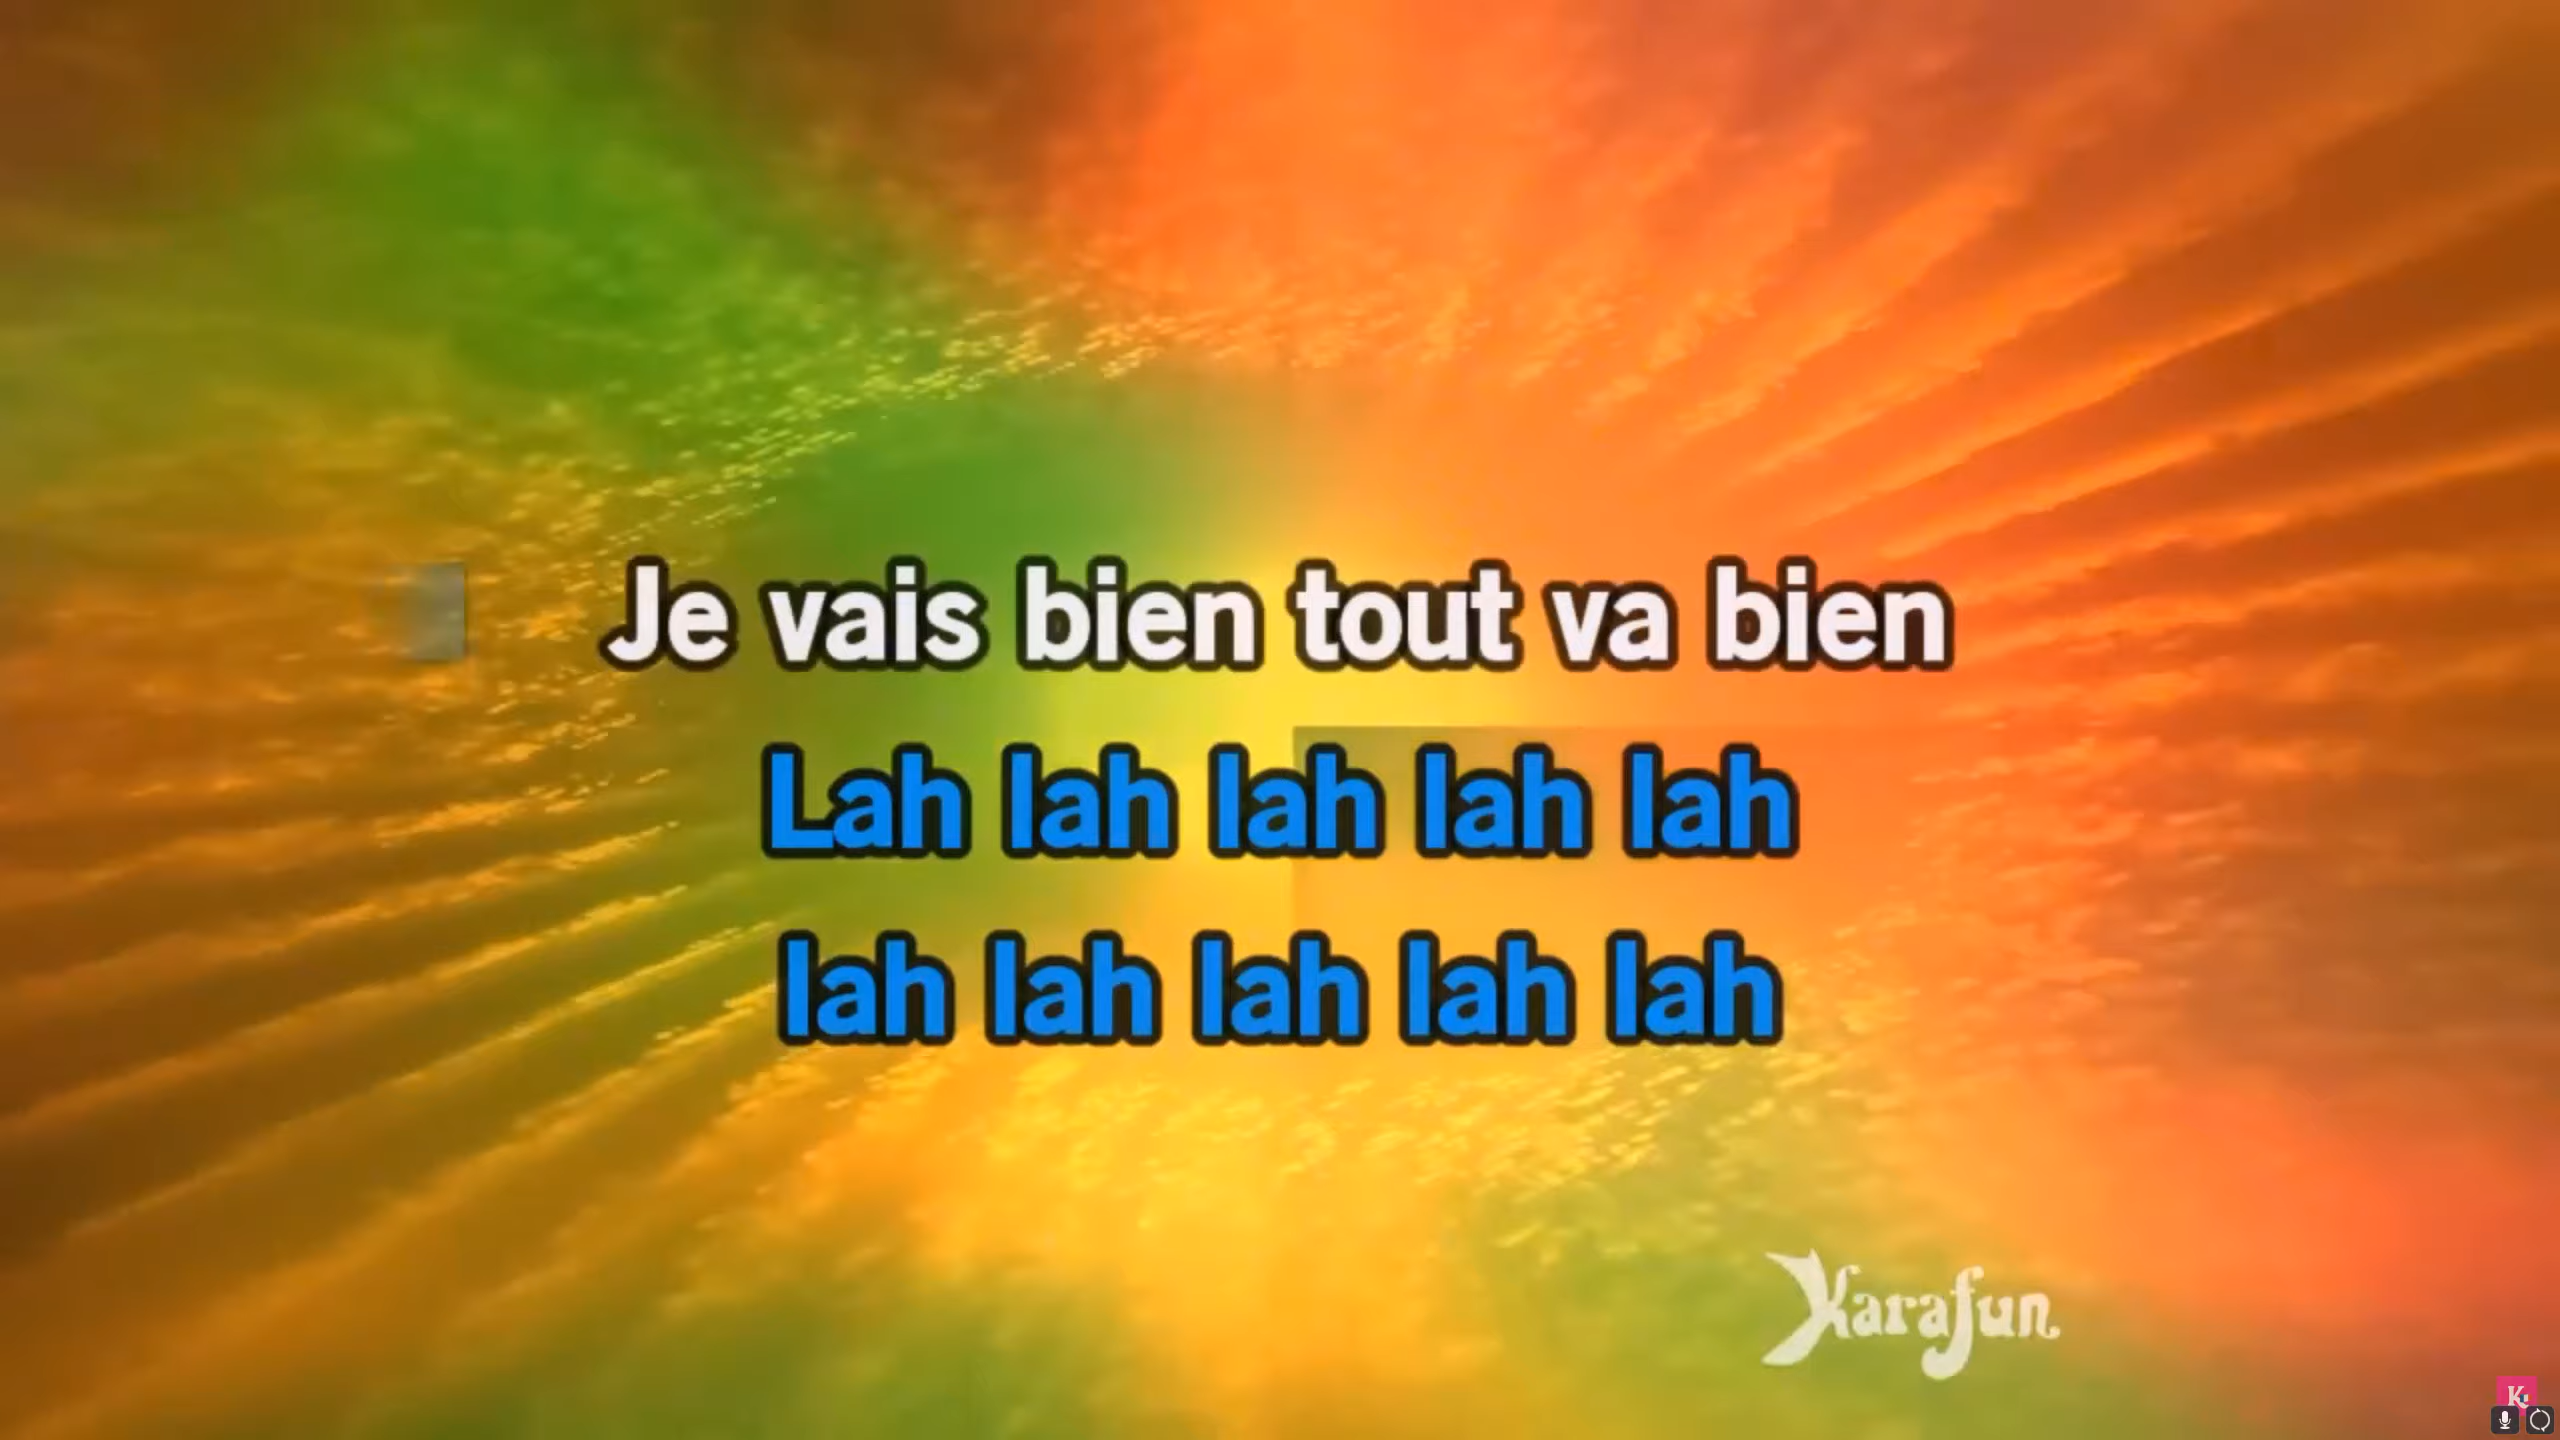 Je vais bien tout va bien
Lah lah lah lah lah
lah lah lah lah lah
Karafun
K